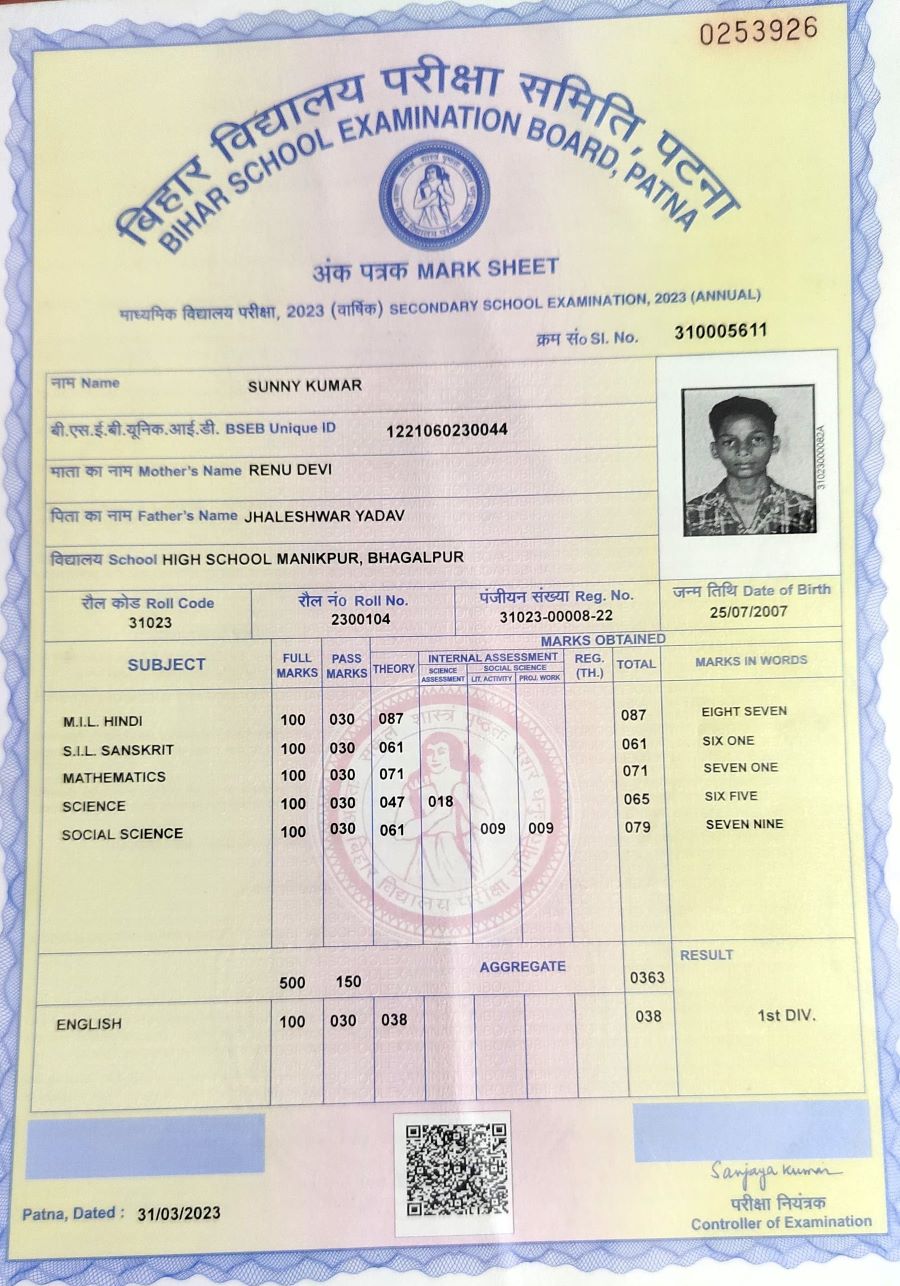 0253926
बिहार विद्यालय परीक्षा समिति, पटना
BIHAR SCHOOL EXAMINATION BOARD, PATNA
अंक पत्रक MARK SHEET
माध्यमिक विद्यालय परीक्षा, 2023 (वार्षिक) SECONDARY SCHOOL EXAMINATION, 2023 (ANNUAL)
क्रम सं० Sl. No. 310005611
नाम Name SUNNY KUMAR
बी.एस.ई.बी.यूनिक.आई.डी. BSEB Unique ID 1221060230044
माता का नाम Mother's Name RENU DEVI
पिता का नाम Father's Name JHALESHWAR YADAV
विद्यालय School HIGH SCHOOL MANIKPUR, BHAGALPUR
31023000082A
रौल कोड Roll Code रौल नं० Roll No. पंजीयन संख्या Reg. No. जन्म तिथि Date of Birth
31023 2300104 31023-00008-22 25/07/2007
MARKS OBTAINED
SUBJECT FULL MARKS PASS MARKS THEORY INTERNAL ASSESSMENT REG. (TH.) TOTAL MARKS IN WORDS
SCIENCE ASSESSMENT SOCIAL SCIENCE
LIT. ACTIVITY PROJ. WORK
M.I.L. HINDI 100 030 087 087 EIGHT SEVEN
S.I.L. SANSKRIT 100 030 061 061 SIX ONE
MATHEMATICS 100 030 071 071 SEVEN ONE
SCIENCE 100 030 047 018 065 SIX FIVE
SOCIAL SCIENCE 100 030 061 009 009 079 SEVEN NINE
बिहार विद्यालय परीक्षा समिति
500 150 AGGREGATE 0363 RESULT
ENGLISH 100 030 038 038 1st DIV.
Sanjaya Kumar
Patna, Dated : 31/03/2023
परीक्षा नियंत्रक
Controller of Examination